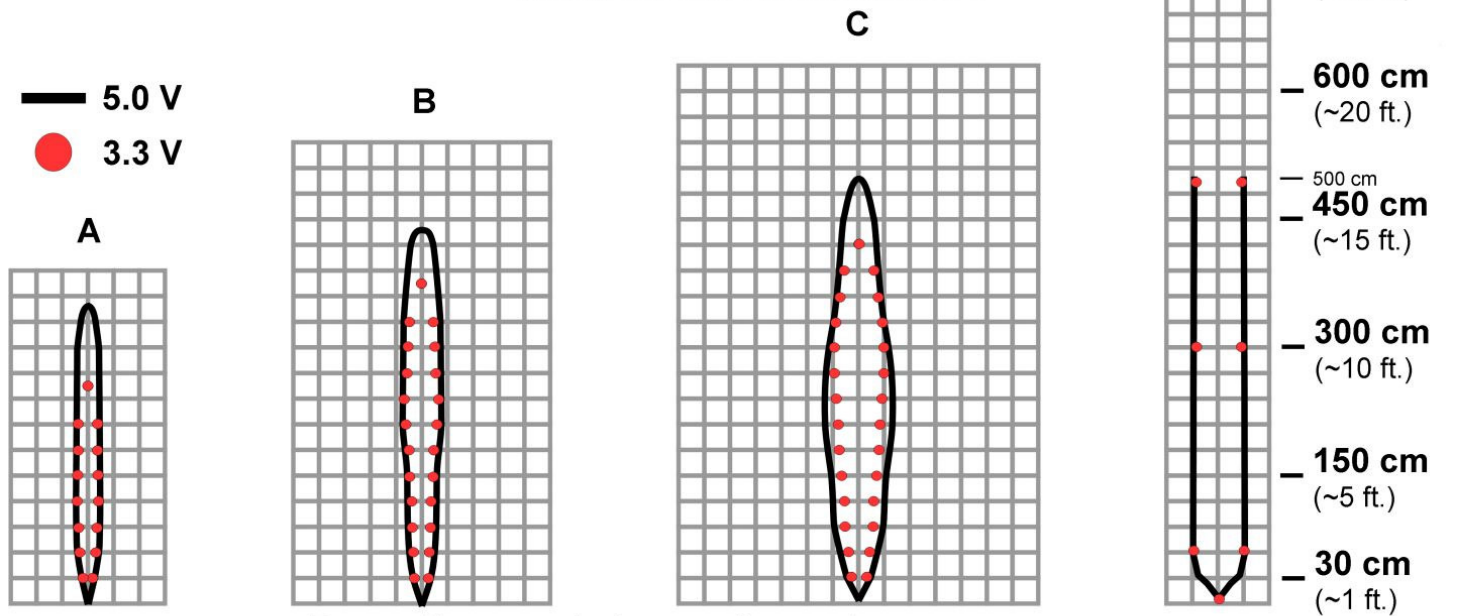 C
5.0 V
B
3.3 V
A
600 cm
(~20 ft.)
500 cm
450 cm
(~15 ft.)
300 cm
(~10 ft.)
150 cm
(~5 ft.)
30 cm
(~1 ft.)